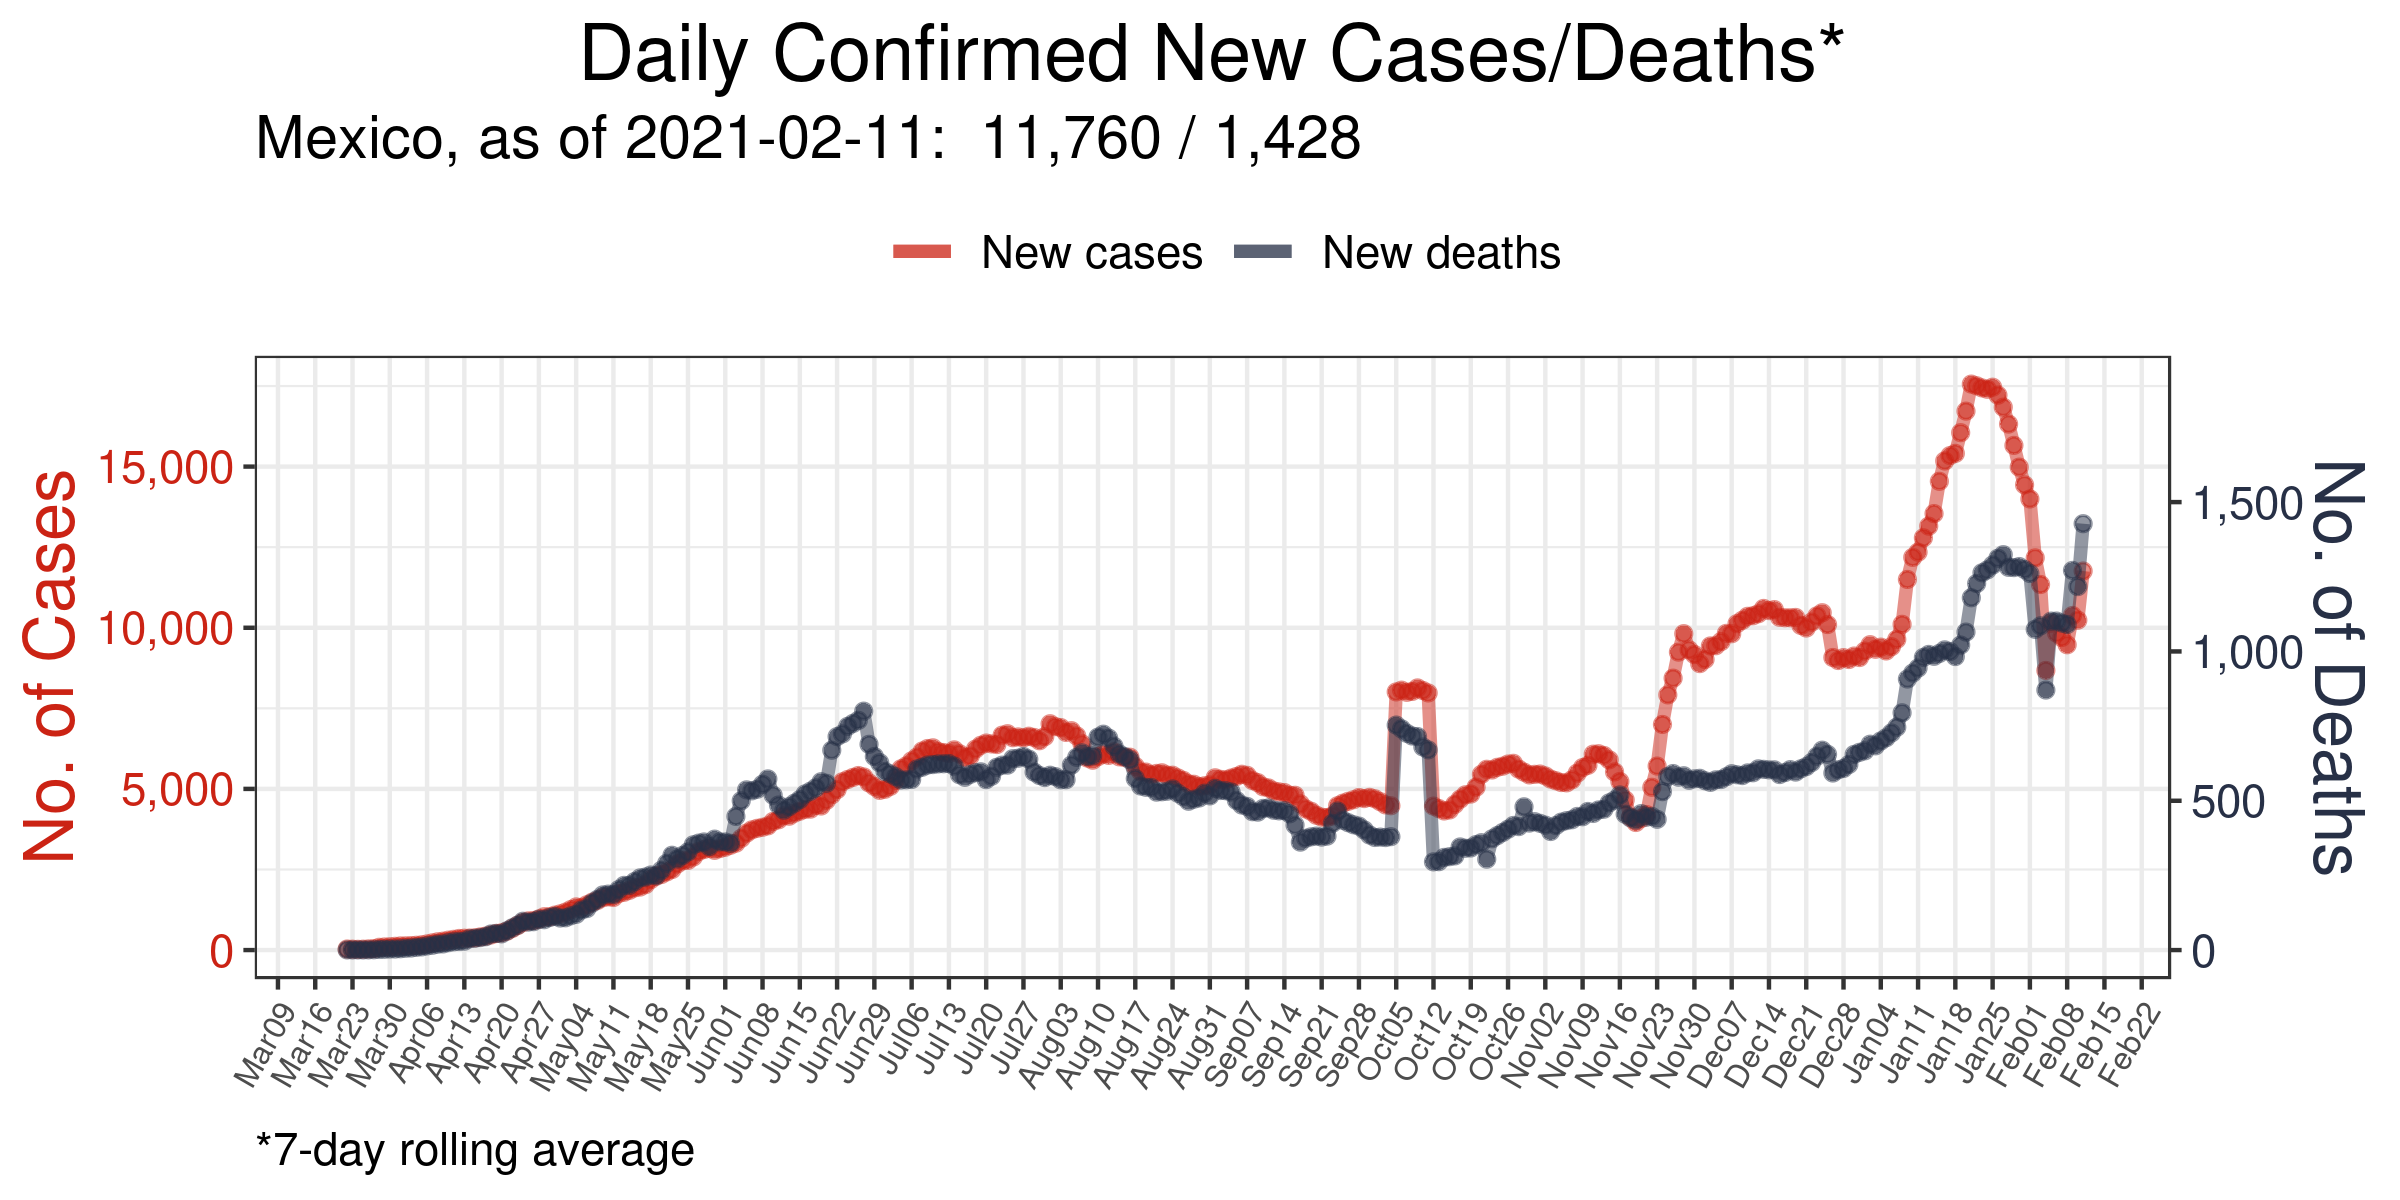 Daily Confirmed New Cases/Deaths*
Mexico, as of 2021-02-11:  11,760 / 1,428
New cases
New deaths
No. of Cases
15,000
10,000
5,000
0
1,500
1,000
500
0
No. of Deaths
Mar09
Mar16
Mar23
Mar30
Apr06
Apr13
Apr20
Apr27
May04
May11
May18
May25
Jun01
Jun08
Jun15
Jun22
Jun29
Jul06
Jul13
Jul20
Jul27
Aug03
Aug10
Aug17
Aug24
Aug31
Sep07
Sep14
Sep21
Sep28
Oct05
Oct12
Oct19
Oct26
Nov02
Nov09
Nov16
Nov23
Nov30
Dec07
Dec14
Dec21
Dec28
Jan04
Jan11
Jan18
Jan25
Feb01
Feb08
Feb15
Feb22
*7-day rolling average